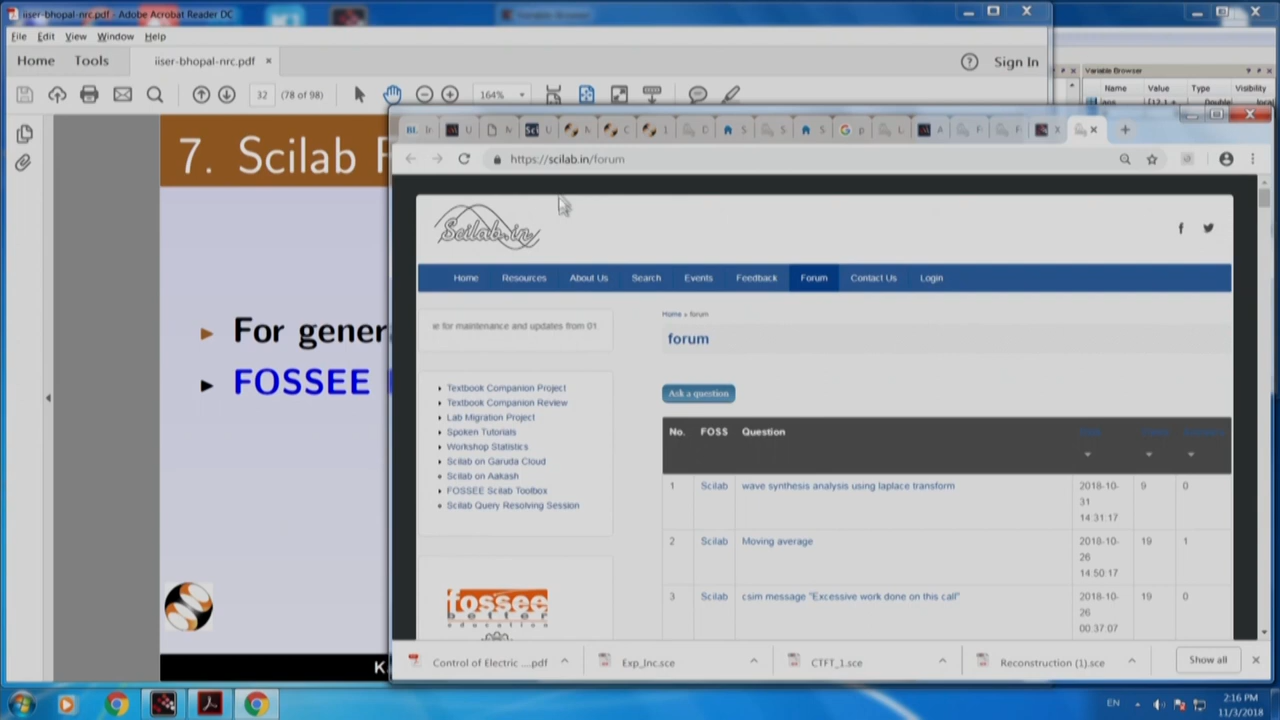 iiser-bhopal-nrc.pdf - Adobe Acrobat Reader DC
File Edit View Window Help
Home Tools iiser-bhopal-nrc.pdf × Sign In
32 (78 of 98) 164%
Variable Browser
Name Value Type Visibility
7. Scilab F
For gener
FOSSEE
https://scilab.in/forum
Scilab.in
Home Resources About Us Search Events Feedback Forum Contact Us Login
e for maintenance and updates from 01
Home » forum
forum
Ask a question
Textbook Companion Project
Textbook Companion Review
Lab Migration Project
Spoken Tutorials
Workshop Statistics
Scilab on Garuda Cloud
Scilab on Aakash
FOSSEE Scilab Toolbox
Scilab Query Resolving Session
fossee
No. FOSS Question
1 Scilab wave synthesis analysis using laplace transform 2018-10-31 14:31:17 9 0
2 Scilab Moving average 2018-10-26 14:50:17 19 1
3 Scilab csim message "Excessive work done on this call" 2018-10-26 00:37:07 19 0
Control of Electric ....pdf Exp_Inc.sce CTFT_1.sce Reconstruction (1).sce Show all
K
EN 2:16 PM
11/3/2018